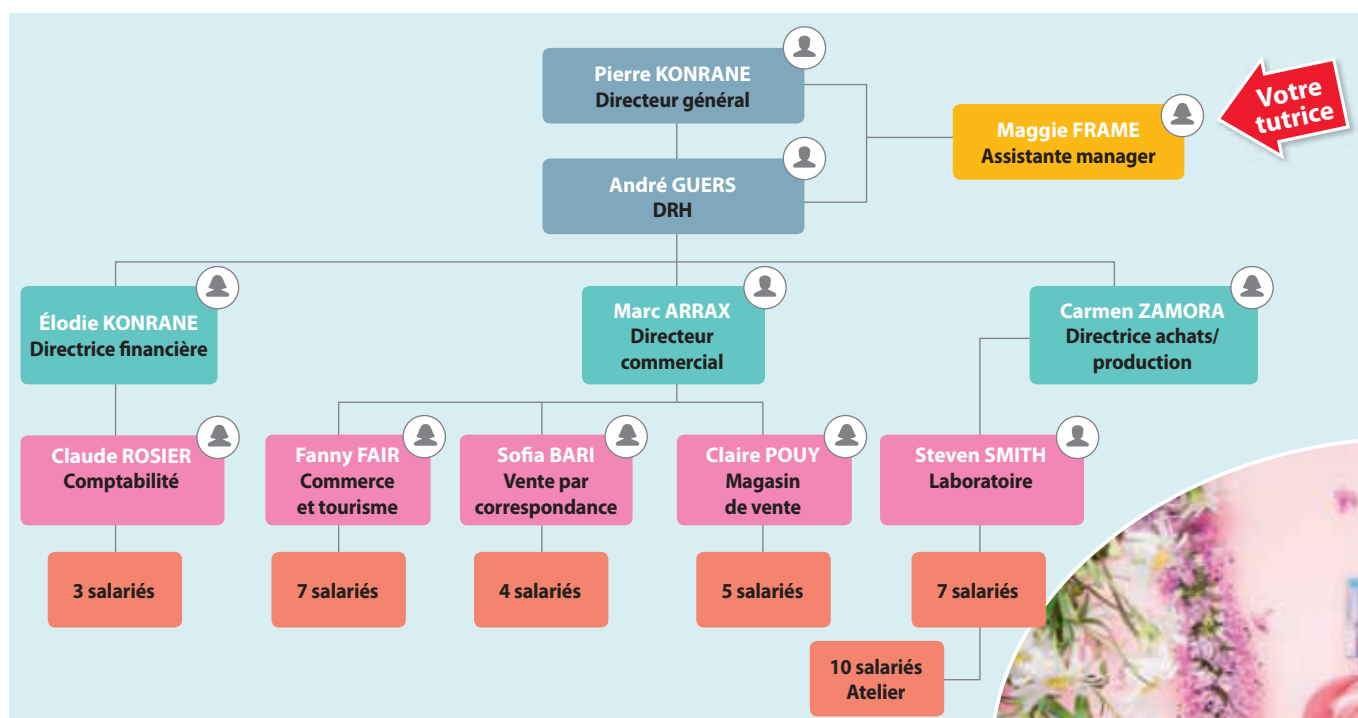 Pierre KONRANE
Directeur général
Votre
tutrice
Maggie FRAME
Assistante manager
André GUERS
DRH
Élodie KONRANE
Directrice financière
Marc ARRAX
Directeur
commercial
Carmen ZAMORA
Directrice achats/
production
Claude ROSIER
Comptabilité
Fanny FAIR
Commerce
et tourisme
Sofia BARI
Vente par
correspondance
Claire POUY
Magasin
de vente
Steven SMITH
Laboratoire
3 salariés
7 salariés
4 salariés
5 salariés
7 salariés
10 salariés
Atelier